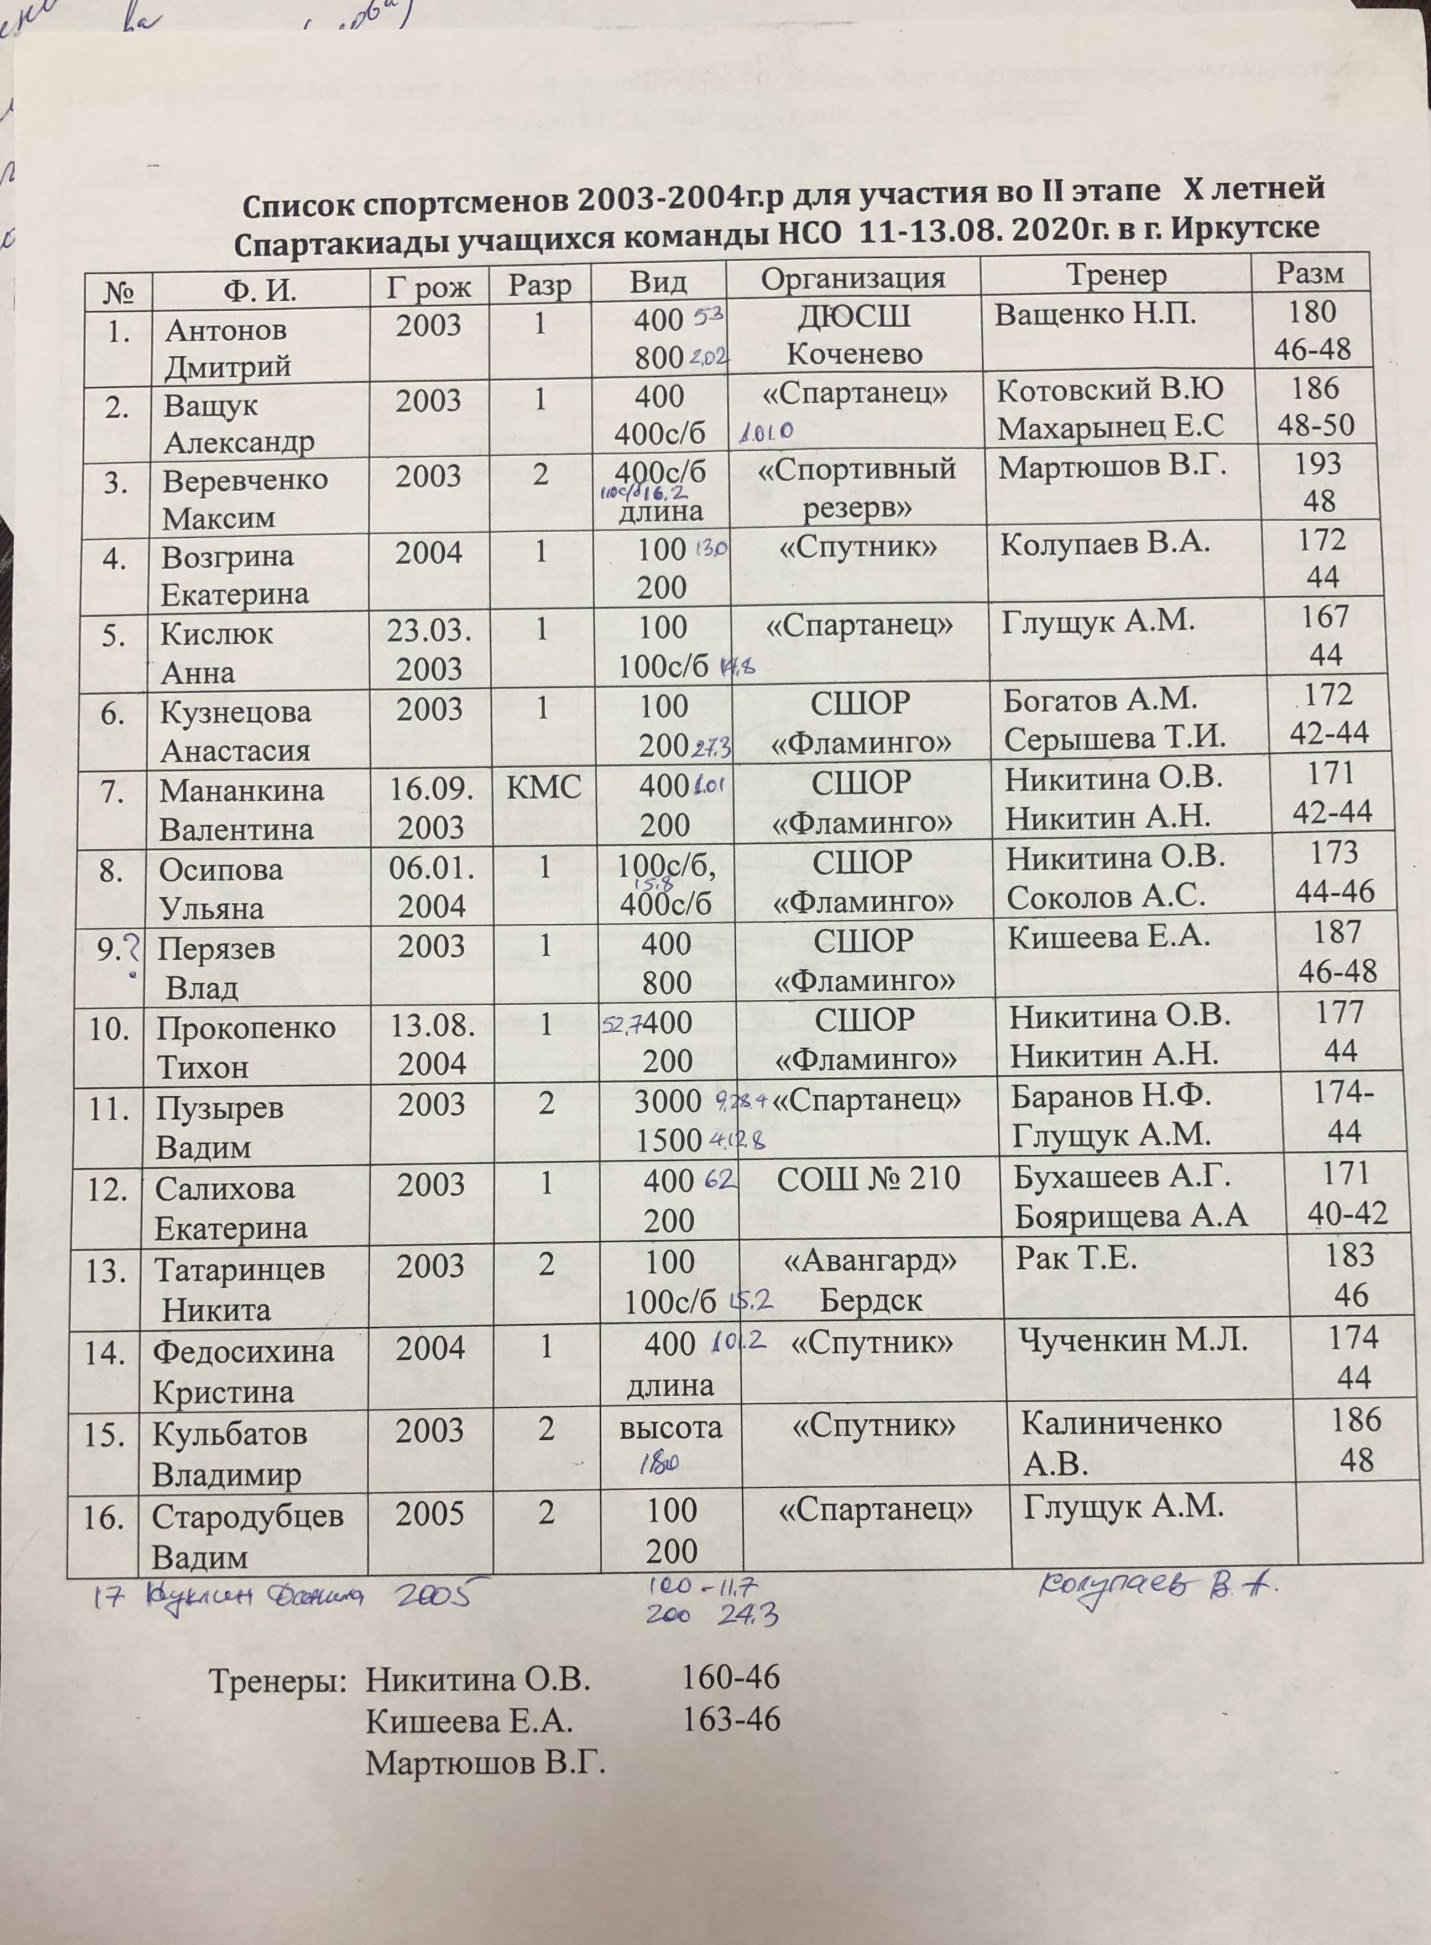 Список спортсменов 2003-2004г.р для участия во II этапе X летней
Спартакиады учащихся команды НСО 11-13.08. 2020г. в г. Иркутске
№ Ф. И. Г рож Разр Вид Организация Тренер Разм
1. Антонов 2003 1 400 53 ДЮСШ Ващенко Н.П. 180
Дмитрий 800 2.02 Коченево 46-48
2. Ващук 2003 1 400 «Спартанец» Котовский В.Ю 186
Александр 400с/б 1.01.0 Махарынец Е.С 48-50
3. Веревченко 2003 2 400с/б «Спортивный Мартюшов В.Г. 193
110с/б 16.2
Максим длина резерв» 48
4. Возгрина 2004 1 100 13.0 «Спутник» Колупаев В.А. 172
Екатерина 200 44
5. Кислюк 23.03. 1 100 «Спартанец» Глущук А.М. 167
Анна 2003 100с/б 14.8 44
6. Кузнецова 2003 1 100 СШОР Богатов А.М. 172
Анастасия 200 27.3 «Фламинго» Серышева Т.И. 42-44
7. Мананкина 16.09. КМС 400 1.01 СШОР Никитина О.В. 171
Валентина 2003 200 «Фламинго» Никитин А.Н. 42-44
8. Осипова 06.01. 1 100с/б, СШОР Никитина О.В. 173
15.8
Ульяна 2004 400с/б «Фламинго» Соколов А.С. 44-46
9. ? Перязев 2003 1 400 СШОР Кишеева Е.А. 187
Влад 800 «Фламинго» 46-48
10. Прокопенко 13.08. 1 52,7 400 СШОР Никитина О.В. 177
Тихон 2004 200 «Фламинго» Никитин А.Н. 44
11. Пузырев 2003 2 3000 9.28.4 «Спартанец» Баранов Н.Ф. 174-
Вадим 1500 4.12.8 Глущук А.М. 44
12. Салихова 2003 1 400 62 СОШ № 210 Бухашеев А.Г. 171
Екатерина 200 Боярищева А.А 40-42
13. Татаринцев 2003 2 100 «Авангард» Рак Т.Е. 183
Никита 100с/б 15.2 Бердск 46
14. Федосихина 2004 1 400 1.01.2 «Спутник» Чученкин М.Л. 174
Кристина длина 44
15. Кульбатов 2003 2 высота «Спутник» Калиниченко 186
Владимир 180 А.В. 48
16. Стародубцев 2005 2 100 «Спартанец» Глущук А.М.
Вадим 200
17 Куклин Данила 2005 100 - 11.7 Колупаев В.А.
200 24.3
Тренеры: Никитина О.В. 160-46
Кишеева Е.А. 163-46
Мартюшов В.Г.